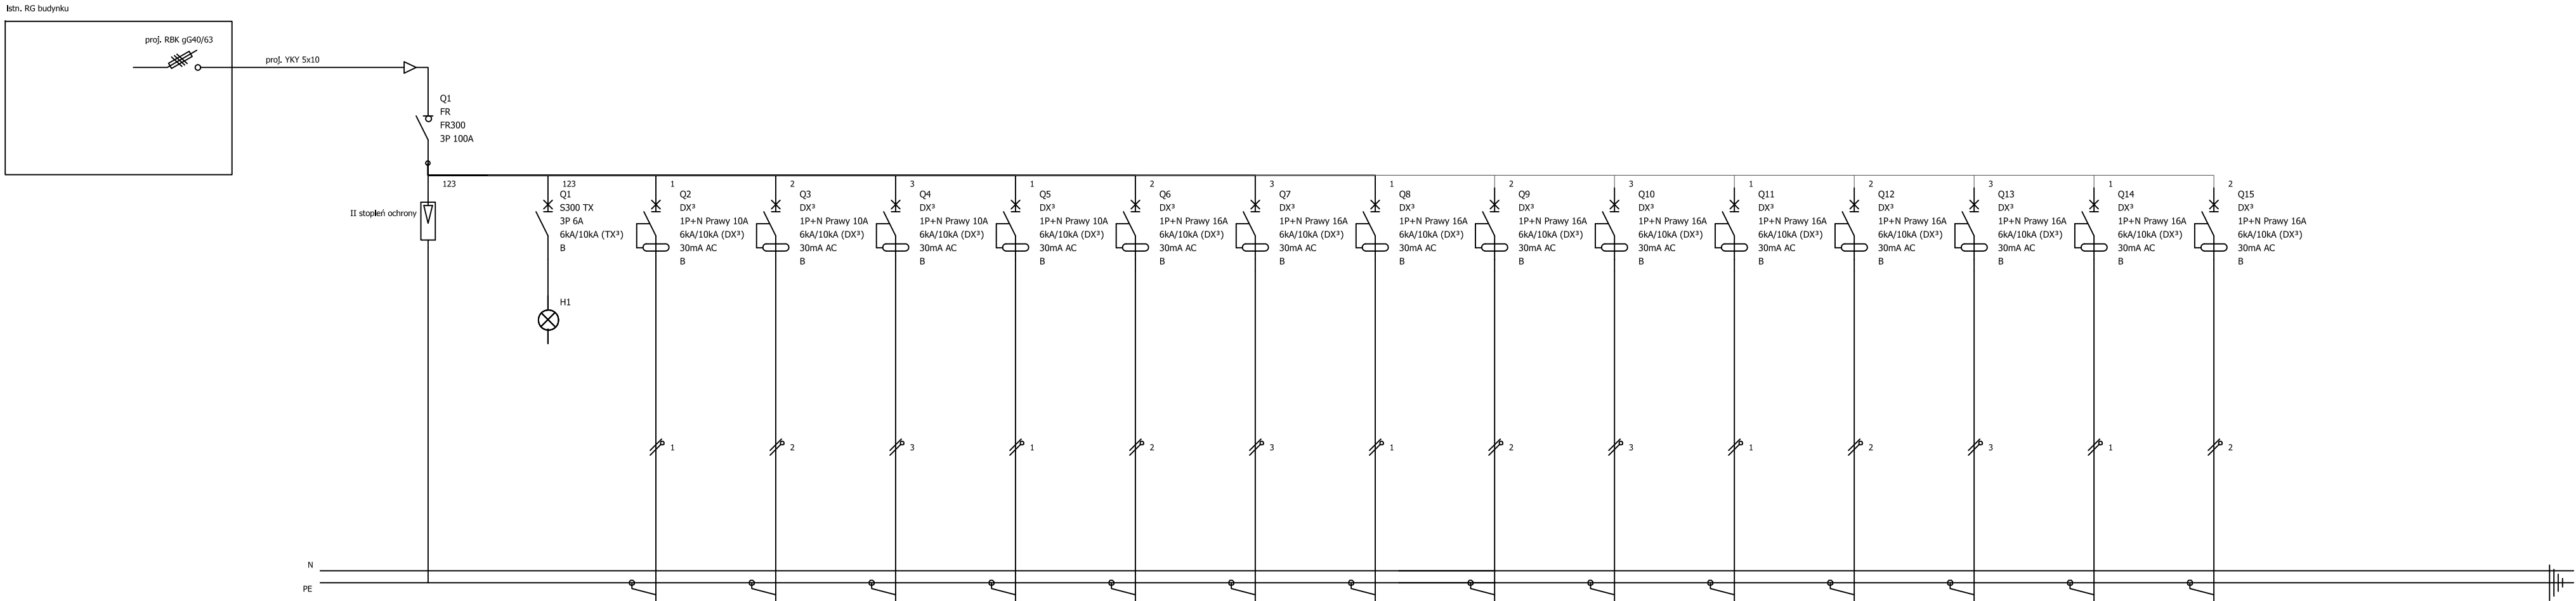 Istn. RG budynku
proj. RBK gG40/63
proj. YKY 5x10
Q1
FR
FR300
3P 100A
123
II stopień ochrony
123
Q1
S300 TX
3P 6A
6kA/10kA (TX³)
B
H1
1
Q2
DX³
1P+N Prawy 10A
6kA/10kA (DX³)
30mA AC
B
1
2
Q3
DX³
1P+N Prawy 10A
6kA/10kA (DX³)
30mA AC
B
2
3
Q4
DX³
1P+N Prawy 10A
6kA/10kA (DX³)
30mA AC
B
3
1
Q5
DX³
1P+N Prawy 10A
6kA/10kA (DX³)
30mA AC
B
1
2
Q6
DX³
1P+N Prawy 16A
6kA/10kA (DX³)
30mA AC
B
2
3
Q7
DX³
1P+N Prawy 16A
6kA/10kA (DX³)
30mA AC
B
3
1
Q8
DX³
1P+N Prawy 16A
6kA/10kA (DX³)
30mA AC
B
1
2
Q9
DX³
1P+N Prawy 16A
6kA/10kA (DX³)
30mA AC
B
2
3
Q10
DX³
1P+N Prawy 16A
6kA/10kA (DX³)
30mA AC
B
3
1
Q11
DX³
1P+N Prawy 16A
6kA/10kA (DX³)
30mA AC
B
1
2
Q12
DX³
1P+N Prawy 16A
6kA/10kA (DX³)
30mA AC
B
2
3
Q13
DX³
1P+N Prawy 16A
6kA/10kA (DX³)
30mA AC
B
3
1
Q14
DX³
1P+N Prawy 16A
6kA/10kA (DX³)
30mA AC
B
1
2
Q15
DX³
1P+N Prawy 16A
6kA/10kA (DX³)
30mA AC
B
2
N
PE